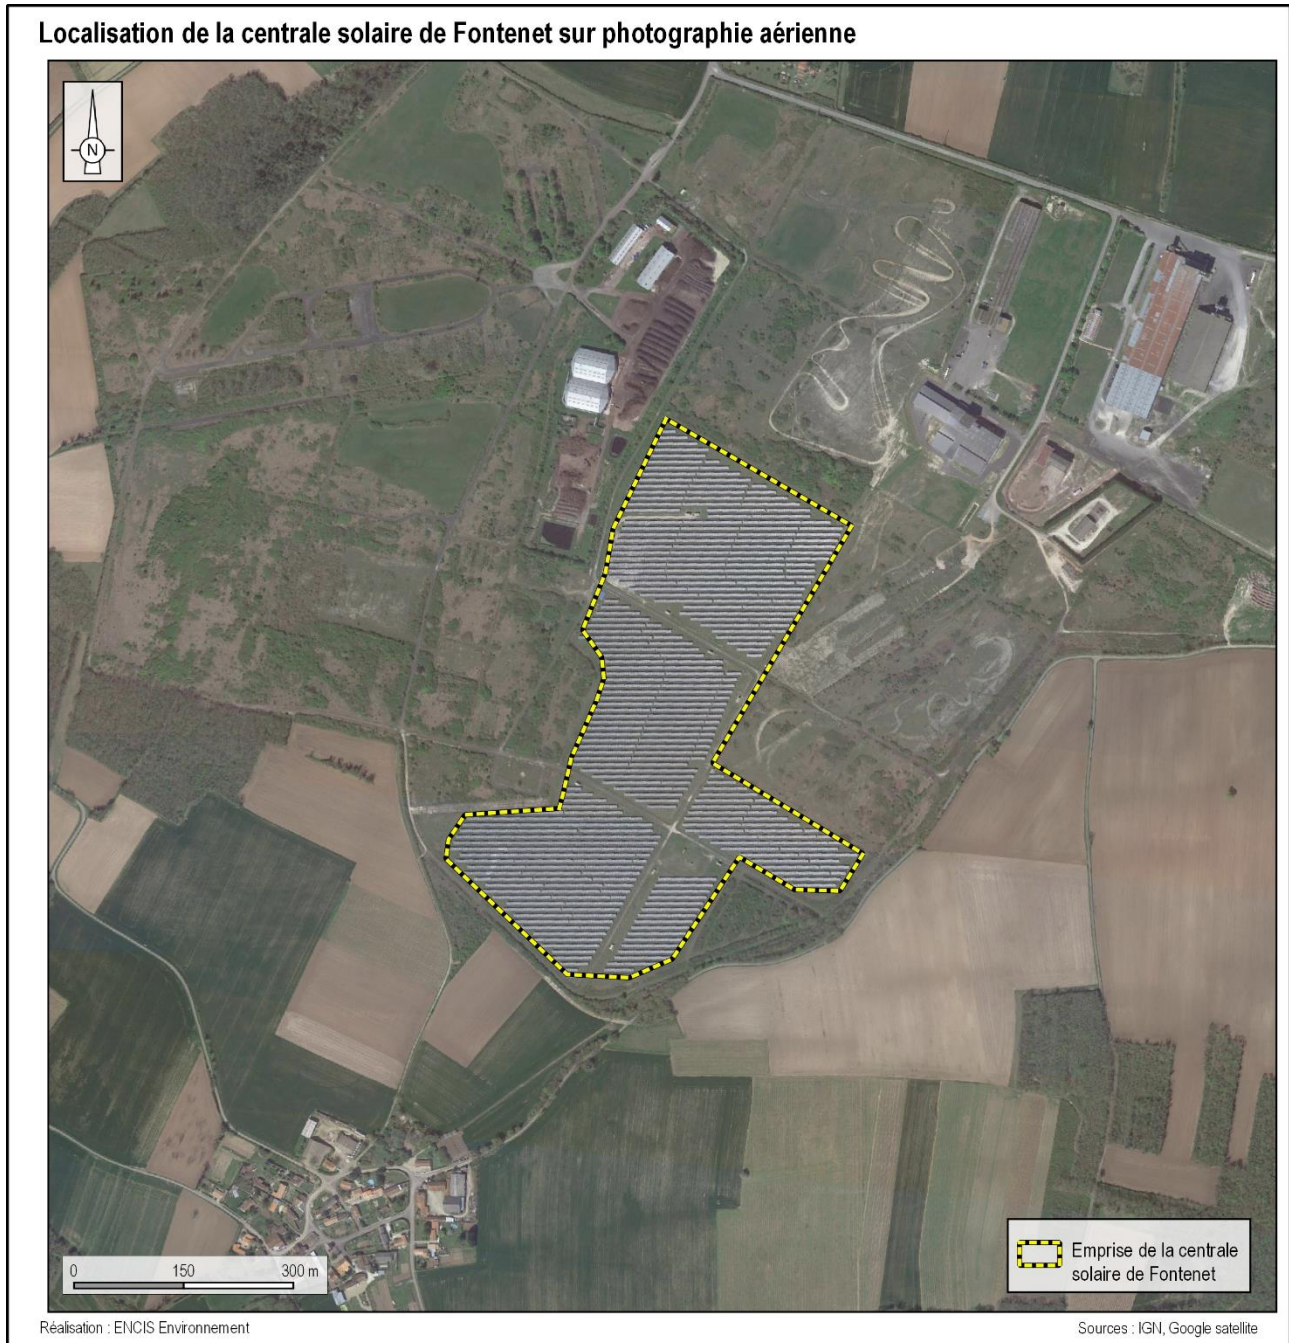 Localisation de la centrale solaire de Fontenet sur photographie aérienne
N
Emprise de la centrale
solaire de Fontenet
0 150 300 m
Réalisation : ENCIS Environnement
Sources : IGN, Google satellite